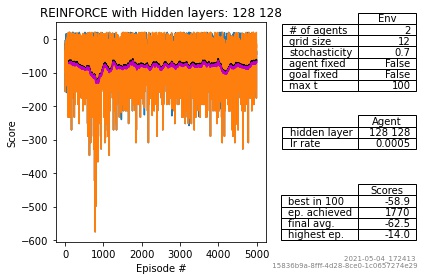 REINFORCE with Hidden layers: 128 128
Score
0
−100
−200
−300
−400
−500
−600
0 1000 2000 3000 4000 5000
Episode #
Env
# of agents 2
grid size 12
stochasticity 0.7
agent fixed False
goal fixed False
max t 100
Agent
hidden layer 128 128
lr rate 0.0005
Scores
best in 100 -58.9
ep. achieved 1770
final avg. -62.5
highest ep. -14.0
2021-05-04_172413
15836b9a-8fff-4d28-8ce0-1c0657274e29